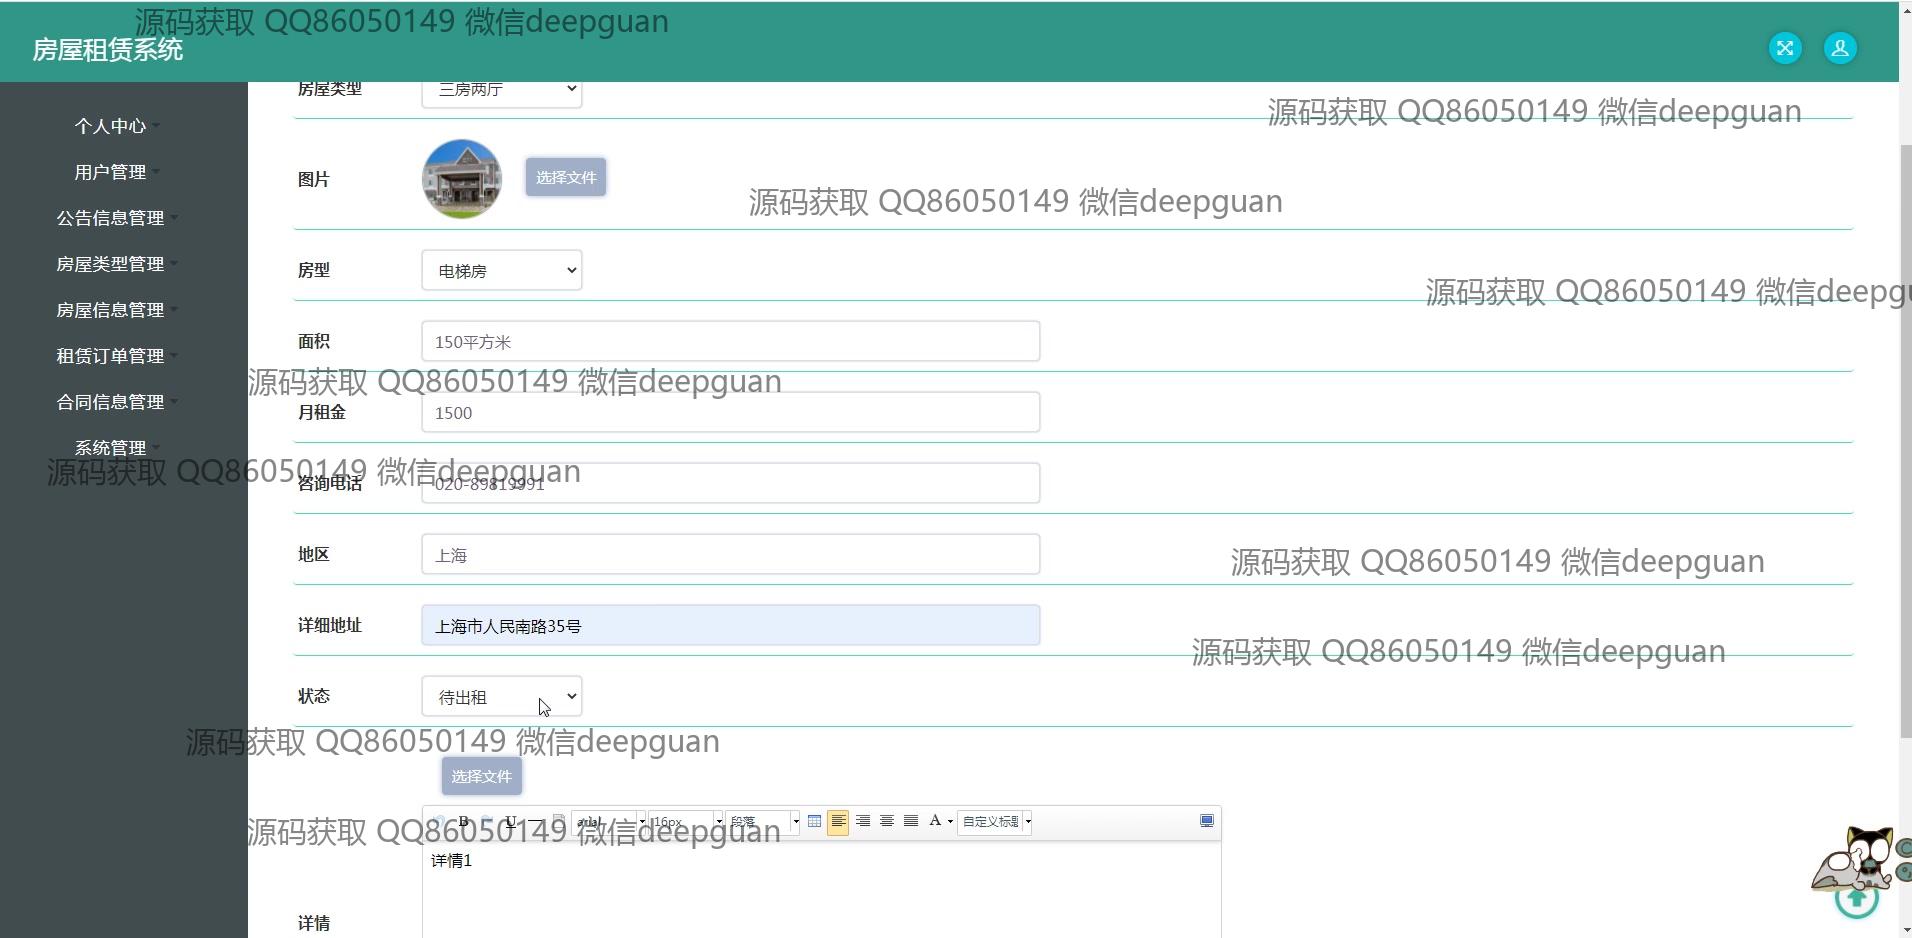 源码获取 QQ86050149 微信deepguan
房屋租赁系统
房屋类型
三房两厅
源码获取 QQ86050149 微信deepguan
个人中心
用户管理
公告信息管理
房屋类型管理
房屋信息管理
租赁订单管理
合同信息管理
系统管理
图片
选择文件
源码获取 QQ86050149 微信deepguan
房型
电梯房
源码获取 QQ86050149 微信deepgu
面积
150平方米
源码获取 QQ86050149 微信deepguan
月租金
1500
源码获取 QQ86050149 微信deepguan
咨询电话
020-89819991
地区
上海
源码获取 QQ86050149 微信deepguan
详细地址
上海市人民南路35号
源码获取 QQ86050149 微信deepguan
状态
待出租
源码获取 QQ86050149 微信deepguan
选择文件
B U arial 16px 段落 A 自定义标题
源码获取 QQ86050149 微信deepguan
详情1
详情